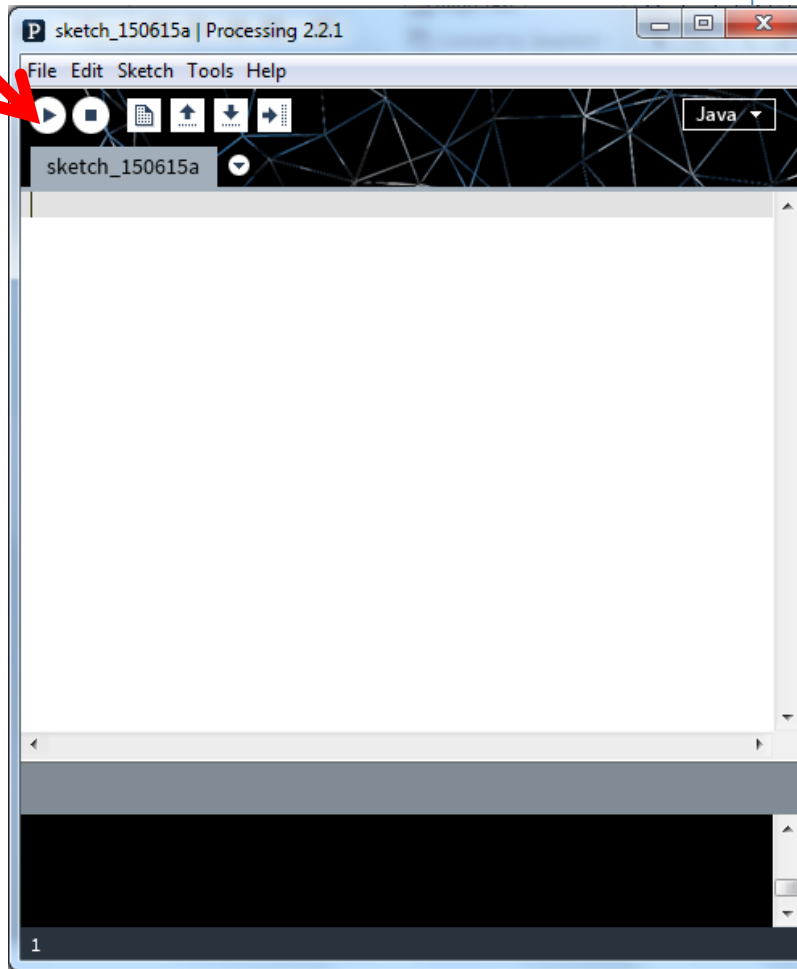 P sketch_150615a | Processing 2.2.1
File Edit Sketch Tools Help
Java
sketch_150615a
1